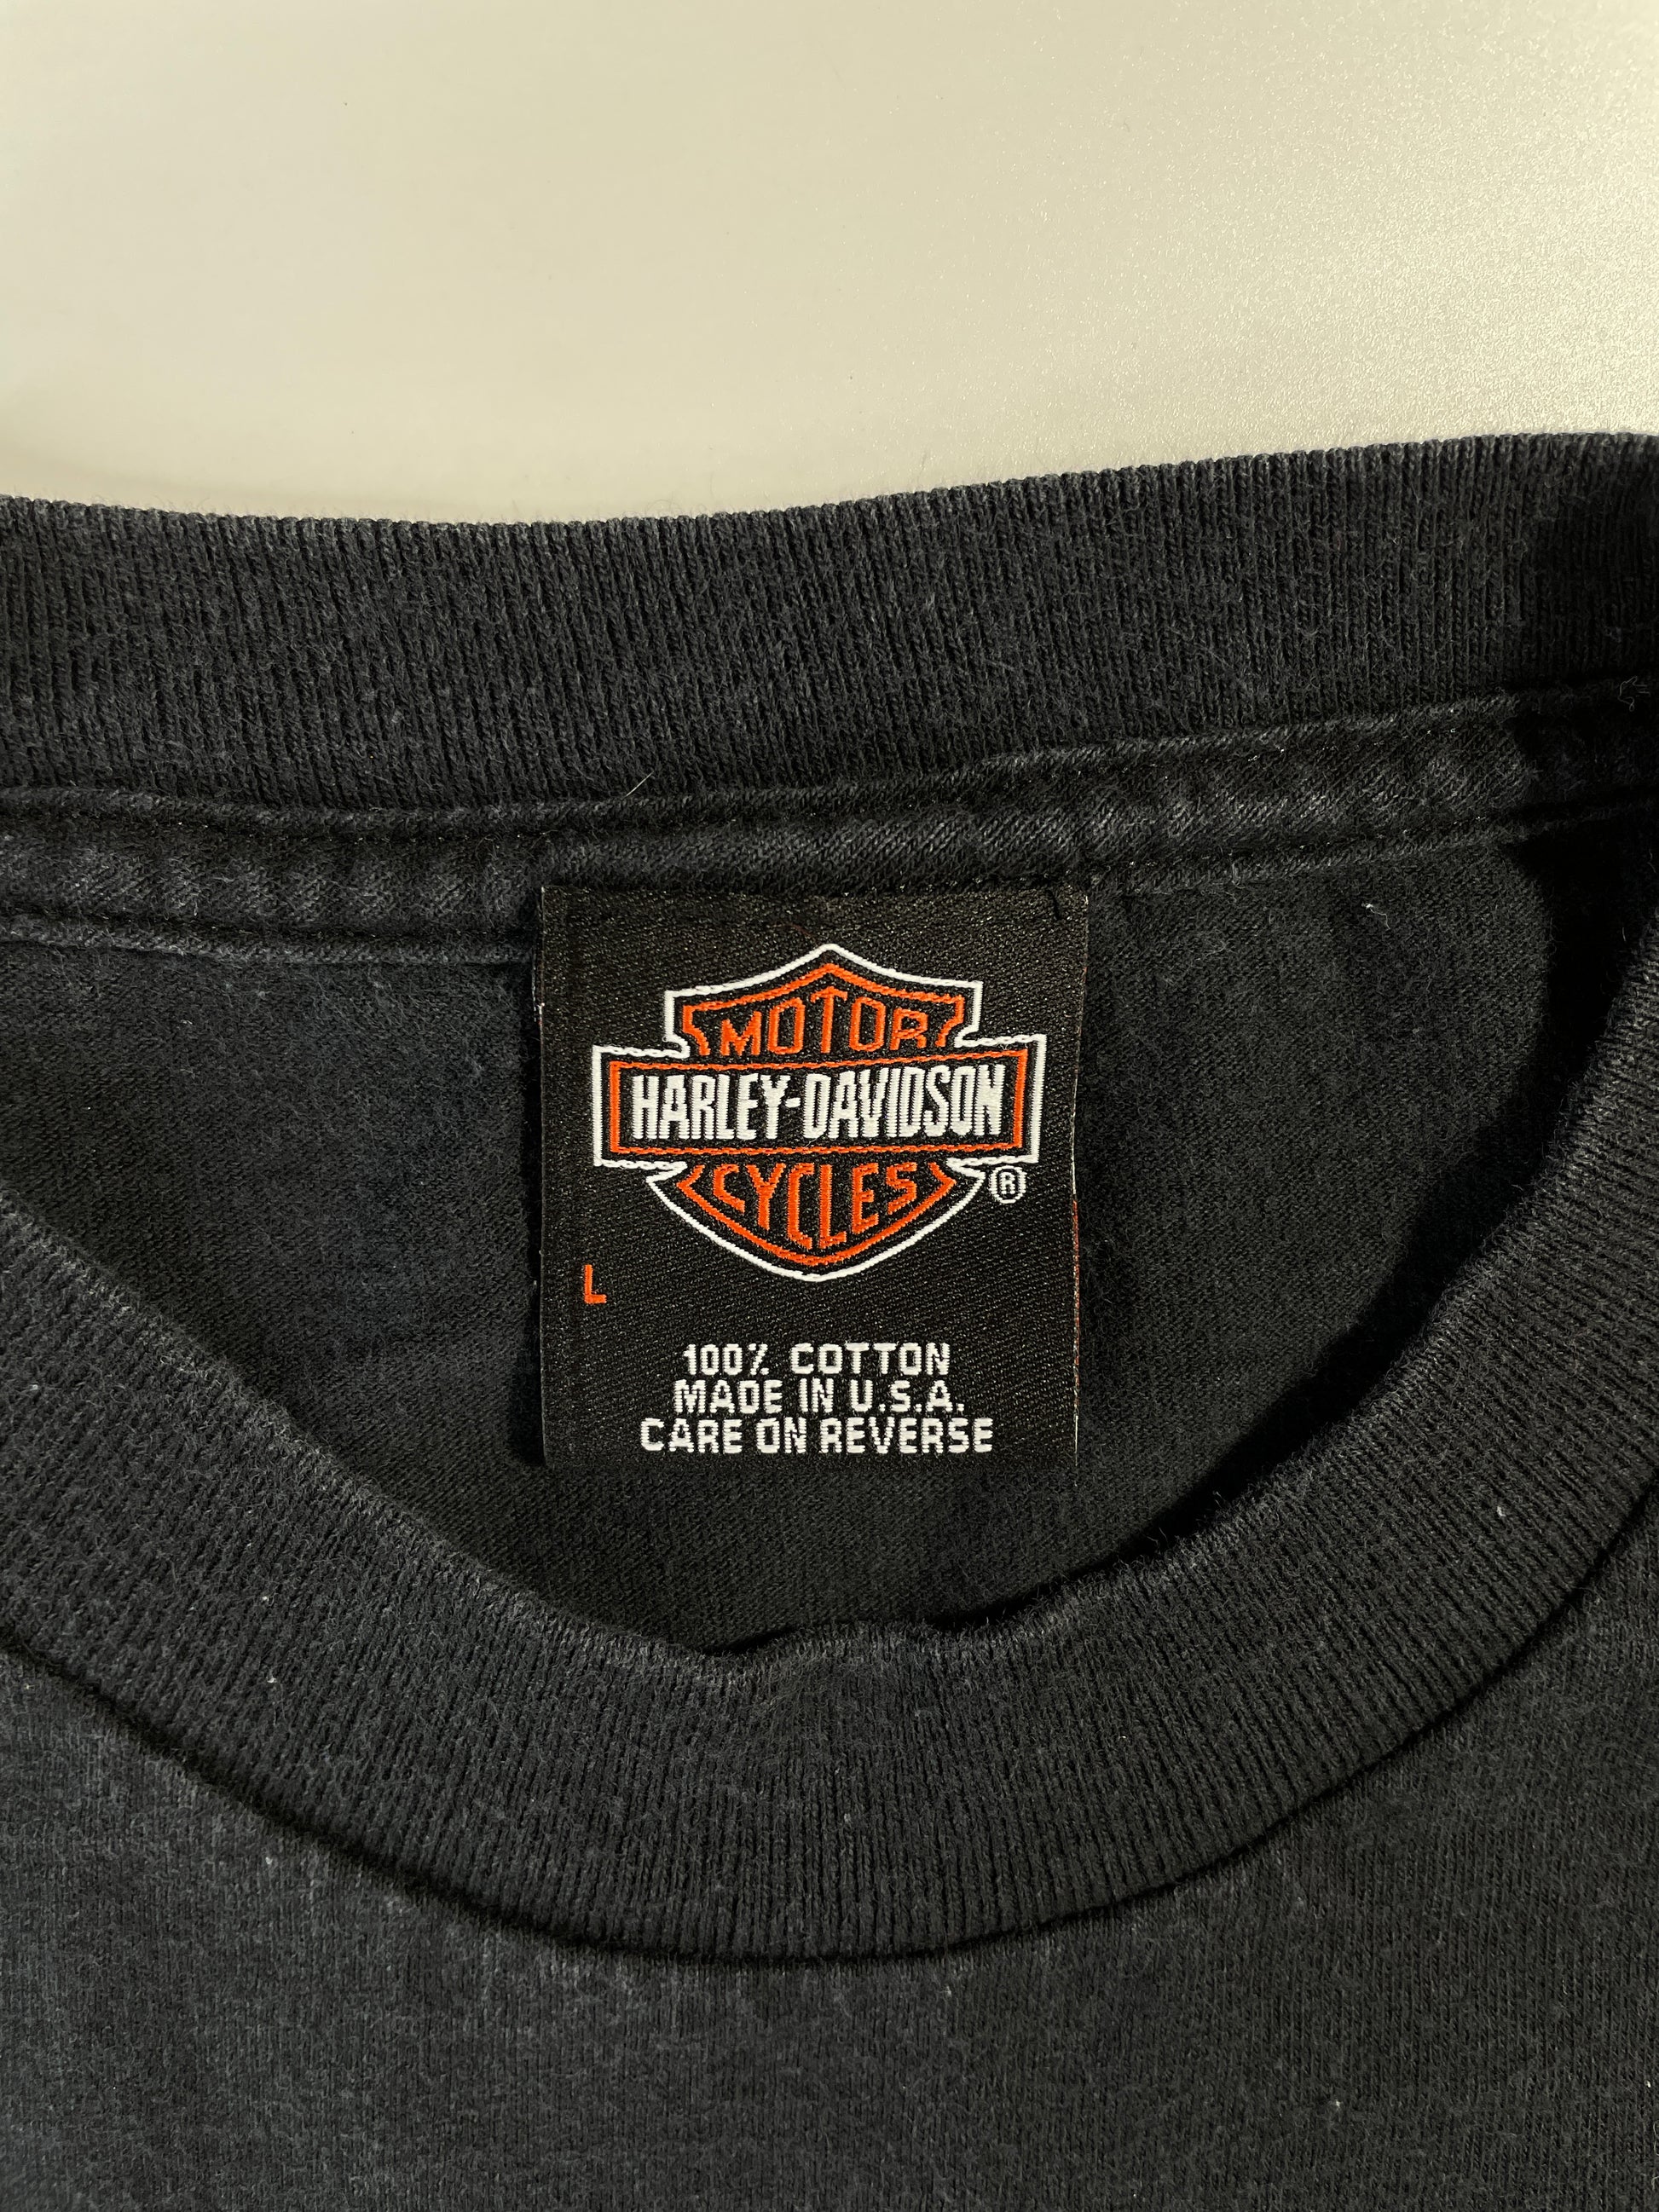 MOTOR
HARLEY-DAVIDSON
CYCLES
®
L
100% COTTON
MADE IN U.S.A.
CARE ON REVERSE